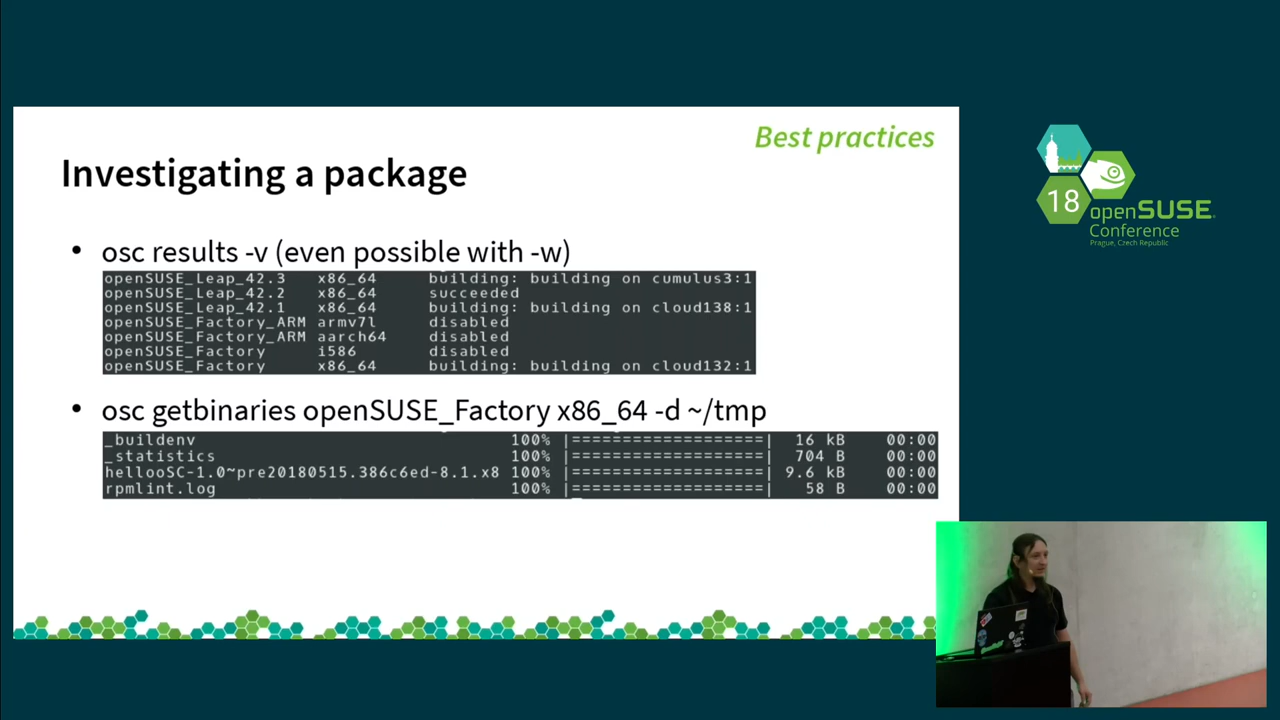 Best practices
Investigating a package
• osc results -v (even possible with -w)
openSUSE_Leap_42.3 x86_64 building: building on cumulus3:1
openSUSE_Leap_42.2 x86_64 succeeded
openSUSE_Leap_42.1 x86_64 building: building on cloud138:1
openSUSE_Factory_ARM armv7l disabled
openSUSE_Factory_ARM aarch64 disabled
openSUSE_Factory i586 disabled
openSUSE_Factory x86_64 building: building on cloud132:1
• osc getbinaries openSUSE_Factory x86_64 -d ~/tmp
_buildenv 100% |===================| 16 kB 00:00
_statistics 100% |===================| 704 B 00:00
hellooSC-1.0~pre20180515.386c6ed-8.1.x8 100% |===================| 9.6 kB 00:00
rpmlint.log 100% |===================| 58 B 00:00
18
openSUSE
Conference
Prague, Czech Republic